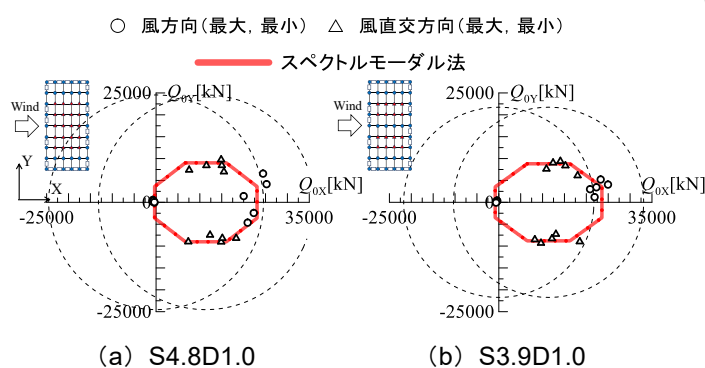 ○ 風方向（最大，最小） △ 風直交方向（最大，最小）
スペクトルモーダル法
25000 Q0Y[kN]
Wind
Y
X
Q0X[kN]
0
-25000
35000
-25000
（a）S4.8D1.0
25000 Q0Y[kN]
Wind
Q0X[kN]
0
-25000
35000
-25000
（b）S3.9D1.0